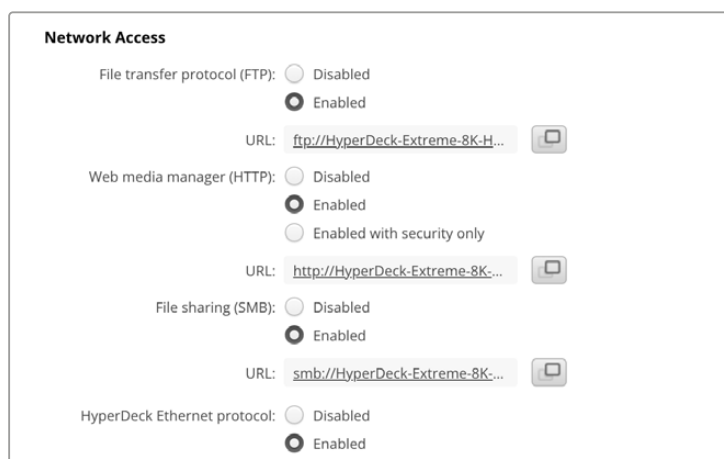 Network Access
File transfer protocol (FTP): Disabled
Enabled
URL: ftp://HyperDeck-Extreme-8K-H...
Web media manager (HTTP): Disabled
Enabled
Enabled with security only
URL: http://HyperDeck-Extreme-8K-...
File sharing (SMB): Disabled
Enabled
URL: smb://HyperDeck-Extreme-8K-...
HyperDeck Ethernet protocol: Disabled
Enabled